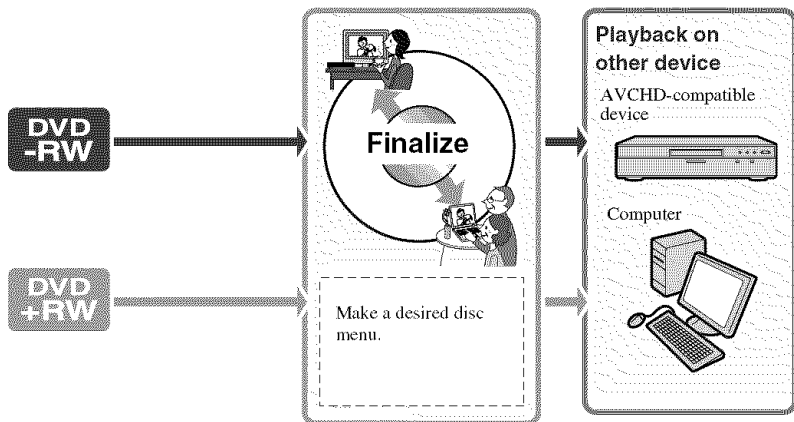 DVD
-RW
Finalize
DVD
+RW
Make a desired disc
menu.
Playback on
other device
AVCHD-compatible
device
Computer